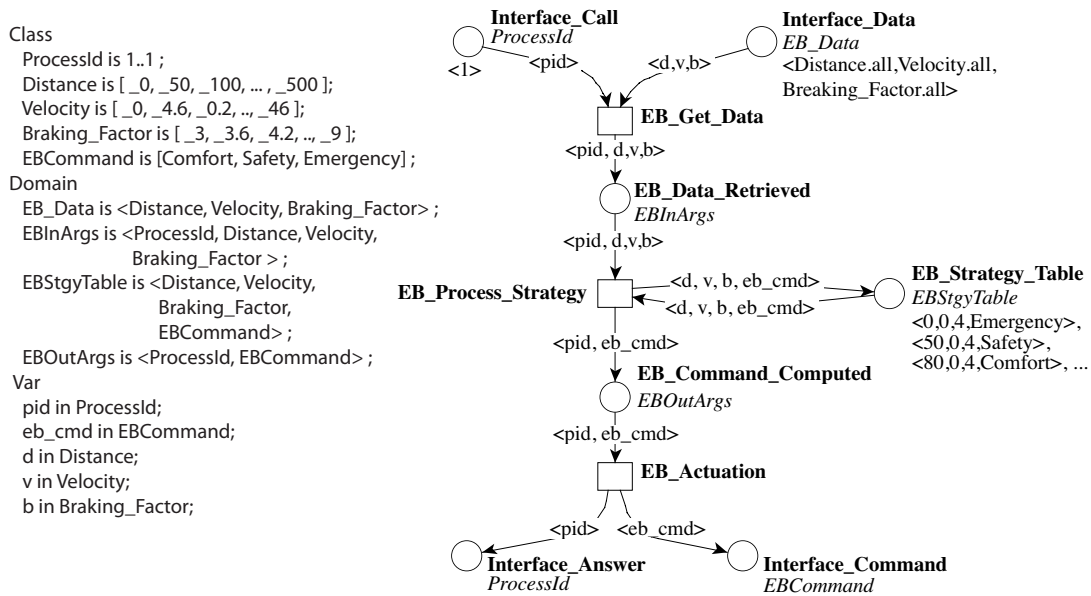 Class
ProcessId is 1..1 ;
Distance is [ _0, _50, _100, ... , _500 ];
Velocity is [ _0, _4.6, _0.2, .., _46 ];
Braking_Factor is [ _3, _3.6, _4.2, .., _9 ];
EBCommand is [Comfort, Safety, Emergency] ;
Domain
EB_Data is <Distance, Velocity, Braking_Factor> ;
EBInArgs is <ProcessId, Distance, Velocity,
Braking_Factor > ;
EBStgyTable is <Distance, Velocity,
Braking_Factor,
EBCommand> ;
EBOutArgs is <ProcessId, EBCommand> ;
Var
pid in ProcessId;
eb_cmd in EBCommand;
d in Distance;
v in Velocity;
b in Braking_Factor;
Interface_Call
ProcessId
<1>
<pid>
Interface_Data
EB_Data
<Distance.all,Velocity.all,
Breaking_Factor.all>
<d,v,b>
EB_Get_Data
<pid, d,v,b>
EB_Data_Retrieved
EBInArgs
<pid, d,v,b>
EB_Process_Strategy
<d, v, b, eb_cmd>
<d, v, b, eb_cmd>
EB_Strategy_Table
EBStgyTable
<0,0,4,Emergency>,
<50,0,4,Safety>,
<80,0,4,Comfort>, ...
<pid, eb_cmd>
EB_Command_Computed
EBOutArgs
<pid, eb_cmd>
EB_Actuation
<pid>
<eb_cmd>
Interface_Answer
ProcessId
Interface_Command
EBCommand